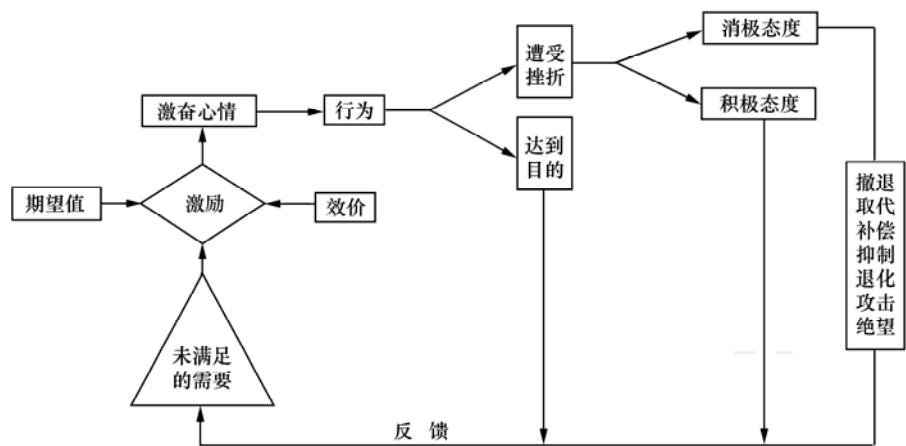 消极态度
遭受
挫折
积极态度
激奋心情
行为
达到
目的
期望值
激励
效价
撤退
取代
补偿
抑制
退化
攻击
绝望
未满足
的需要
反 馈